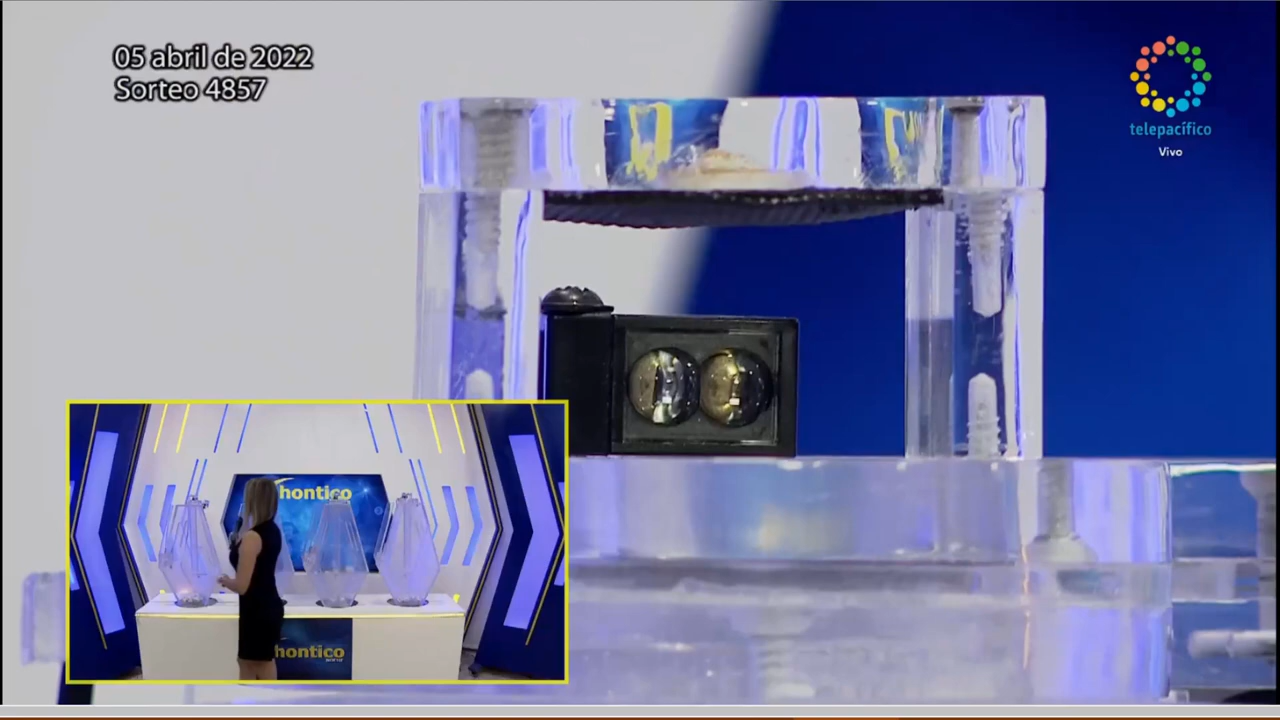 05 abril de 2022
Sorteo 4857
telepacífico
Vivo
hontico
hontico